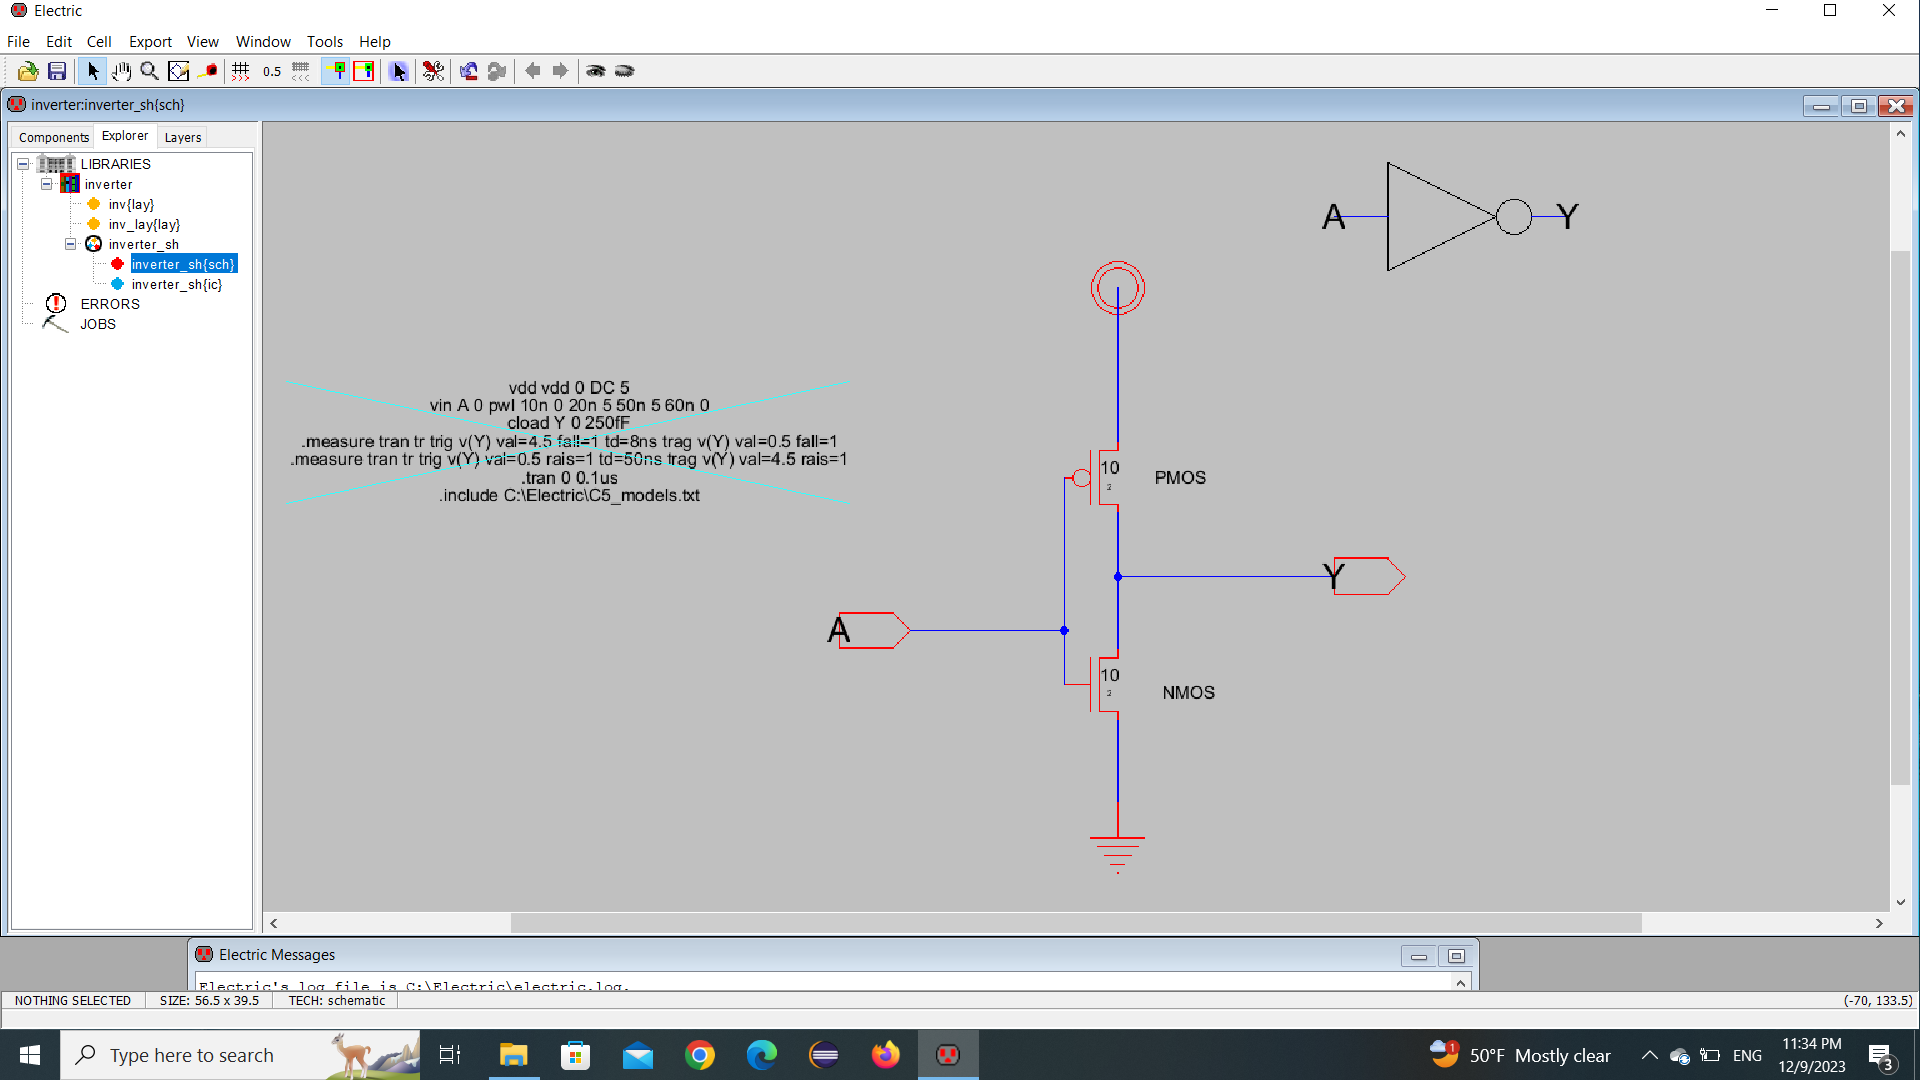 Electric
File Edit Cell Export View Window Tools Help
0.5
inverter:inverter_sh{sch}
Components Explorer Layers
LIBRARIES
inverter
inv{lay}
inv_lay{lay}
inverter_sh
inverter_sh{sch}
inverter_sh{ic}
ERRORS
JOBS
A Y
vdd vdd 0 DC 5
vin A 0 pwl 10n 0 20n 5 50n 5 60n 0
cload Y 0 250fF
.measure tran tr trig v(Y) val=4.5 fall=1 td=8ns trag v(Y) val=0.5 fall=1
.measure tran tr trig v(Y) val=0.5 rais=1 td=50ns trag v(Y) val=4.5 rais=1
.tran 0 0.1us
.include C:\Electric\C5_models.txt
10
2
PMOS
Y
A
10
2
NMOS
Electric Messages
Electric's log file is C:\Electric\electric.log.
NOTHING SELECTED SIZE: 56.5 x 39.5 TECH: schematic (-70, 133.5)
Type here to search
1
50°F Mostly clear
ENG
11:34 PM
12/9/2023
3